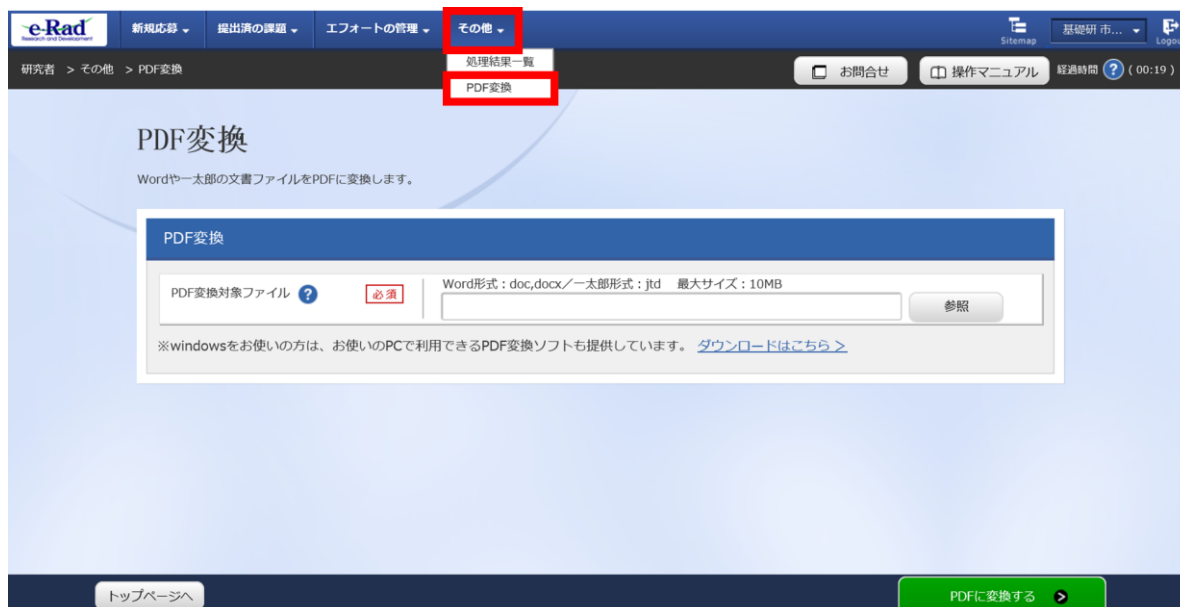 e-Rad
Research and Development
新規応募
提出済の課題
エフォートの管理
その他
Sitemap
基礎研 市...
Logou
処理結果一覧
PDF変換
研究者 > その他 > PDF変換
お問合せ
操作マニュアル
経過時間 ? ( 00:19 )
PDF変換
Wordや一太郎の文書ファイルをPDFに変換します。
PDF変換
PDF変換対象ファイル ?
必須
Word形式：doc,docx／一太郎形式：jtd 最大サイズ：10MB
参照
※windowsをお使いの方は、お使いのPCで利用できるPDF変換ソフトも提供しています。 ダウンロードはこちら >
トップページへ
PDFに変換する